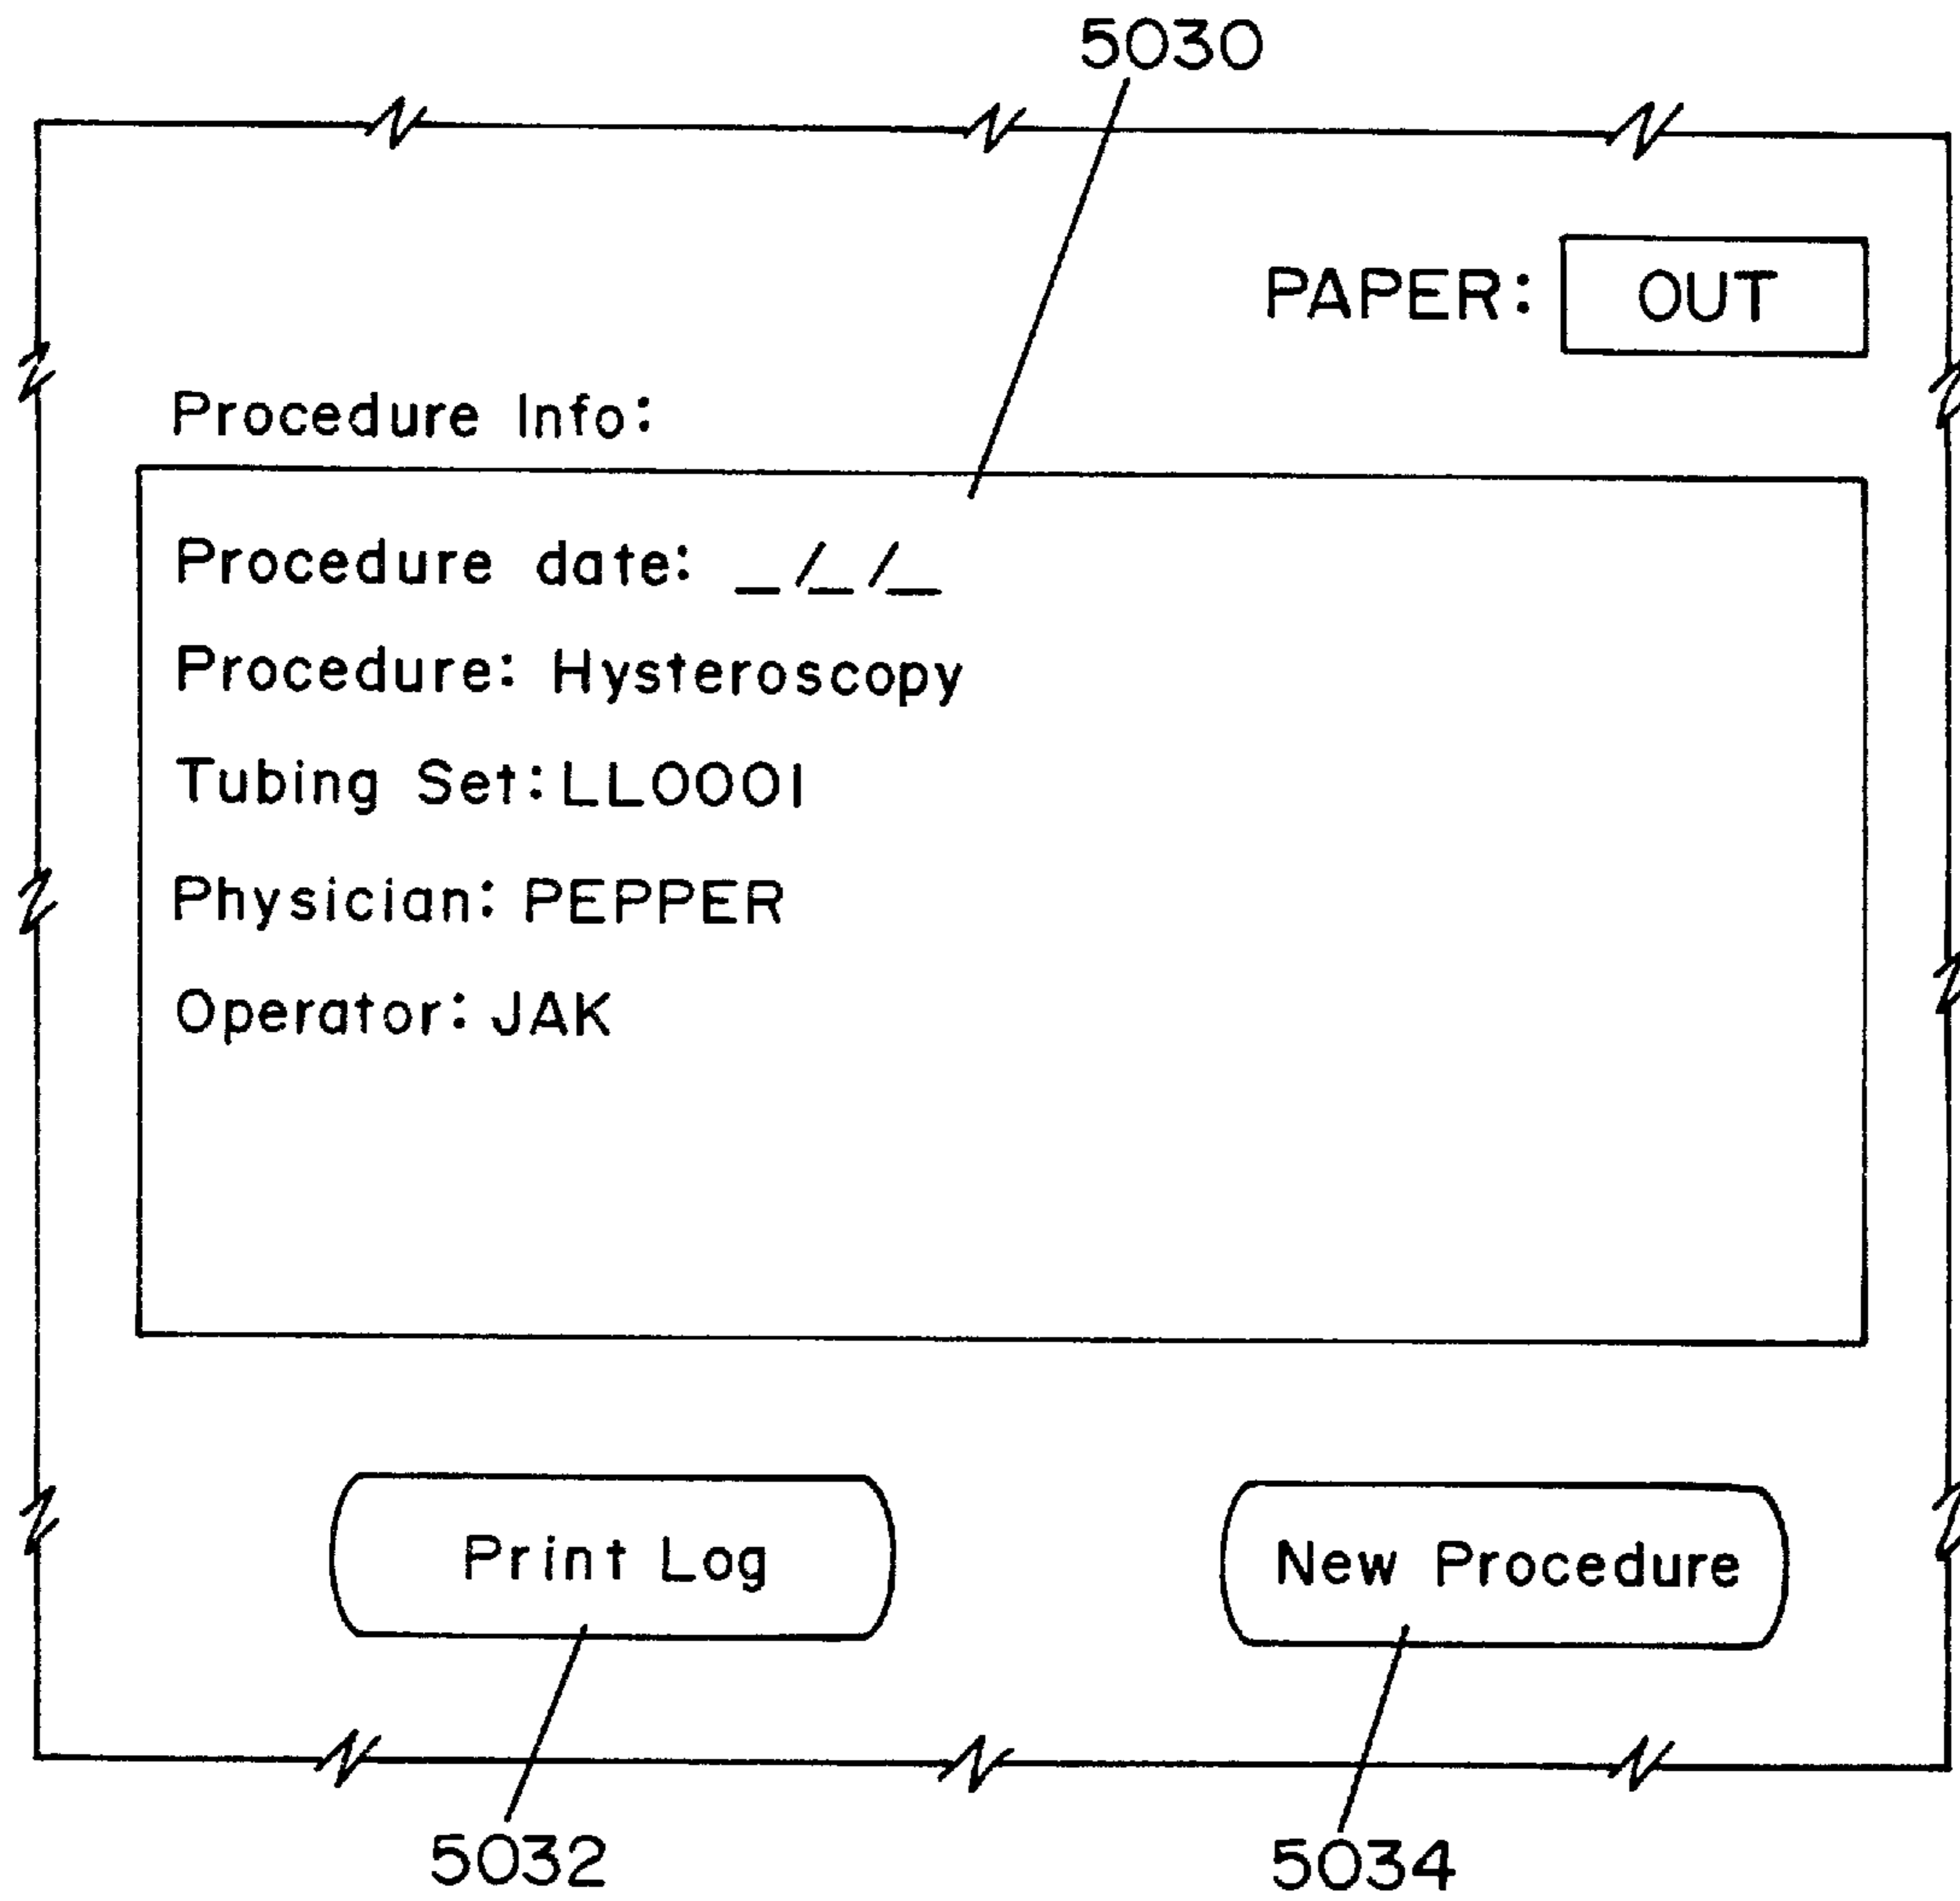 5030
PAPER: OUT
Procedure Info:
Procedure date: _/_/_
Procedure: Hysteroscopy
Tubing Set: LL0001
Physician: PEPPER
Operator: JAK
Print Log
New Procedure
5032
5034